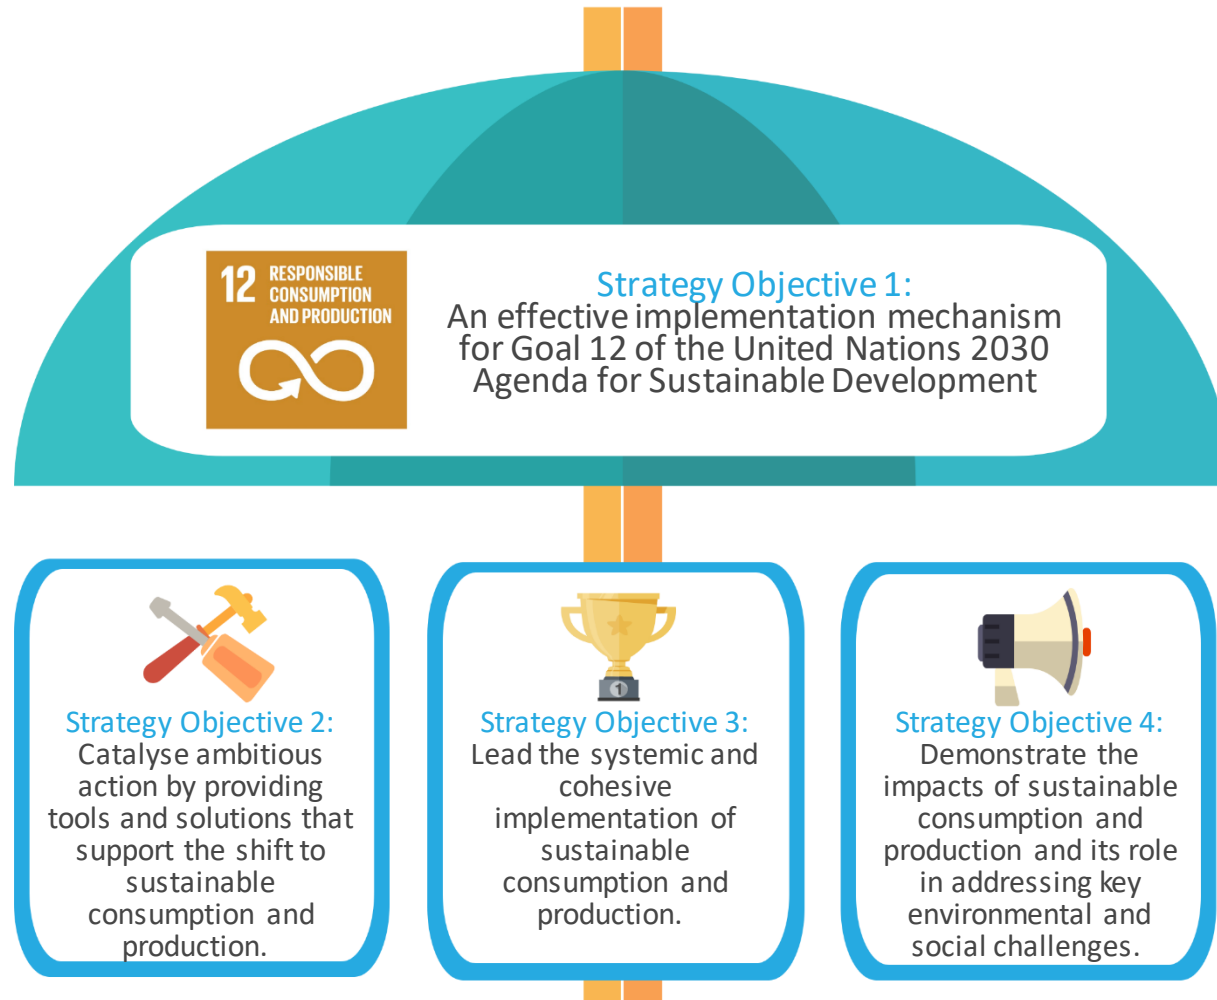 12 RESPONSIBLE
CONSUMPTION
AND PRODUCTION
Strategy Objective 1:
An effective implementation mechanism
for Goal 12 of the United Nations 2030
Agenda for Sustainable Development
Strategy Objective 2:
Catalyse ambitious
action by providing
tools and solutions that
support the shift to
sustainable
consumption and
production.
1
Strategy Objective 3:
Lead the systemic and
cohesive
implementation of
sustainable
consumption and
production.
Strategy Objective 4:
Demonstrate the
impacts of sustainable
consumption and
production and its role
in addressing key
environmental and
social challenges.